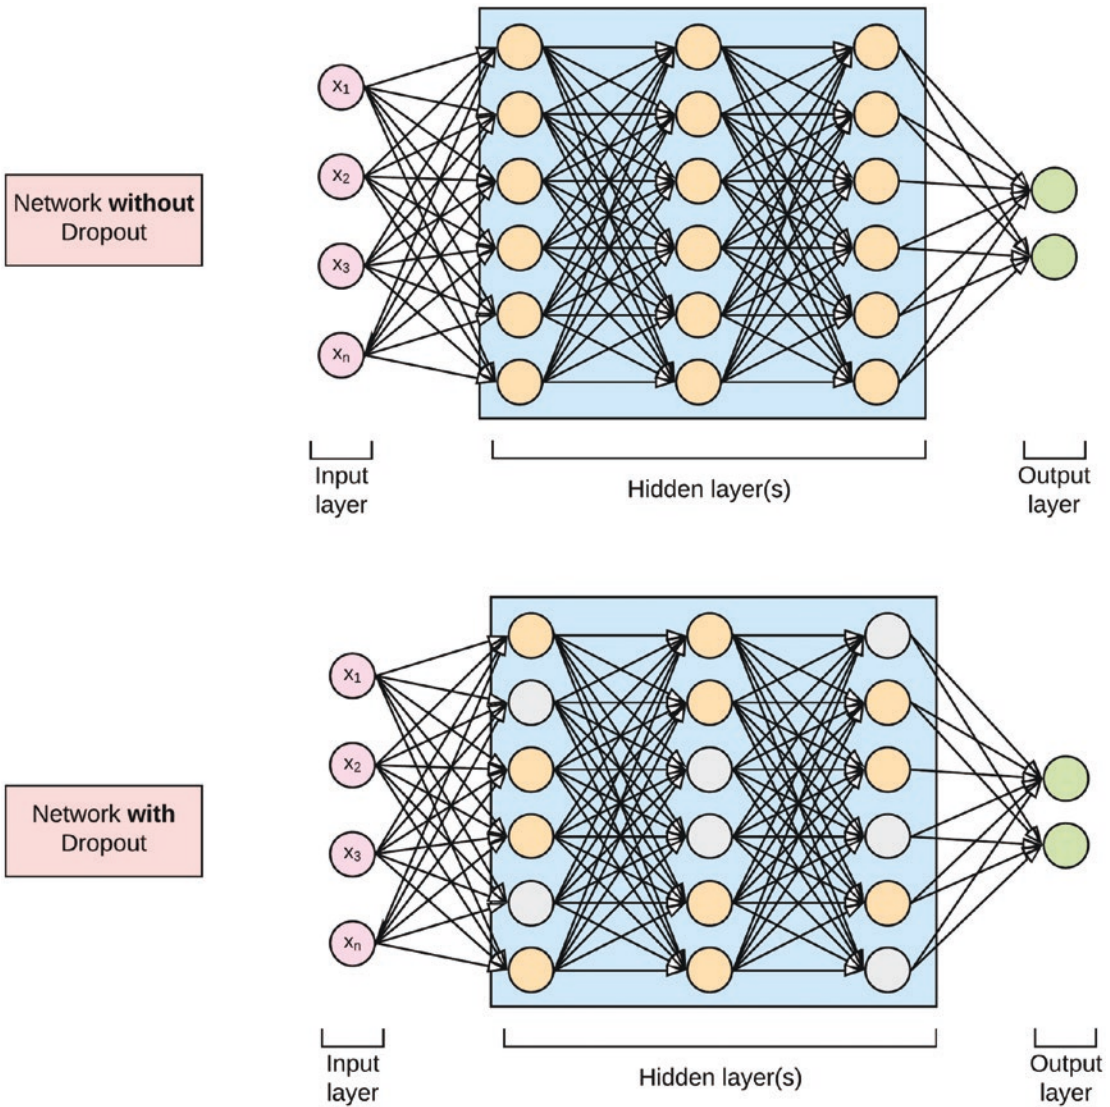 x1
x2
x3
xn
Network without
Dropout
Input
layer
Hidden layer(s)
Output
layer
x1
x2
x3
xn
Network with
Dropout
Input
layer
Hidden layer(s)
Output
layer